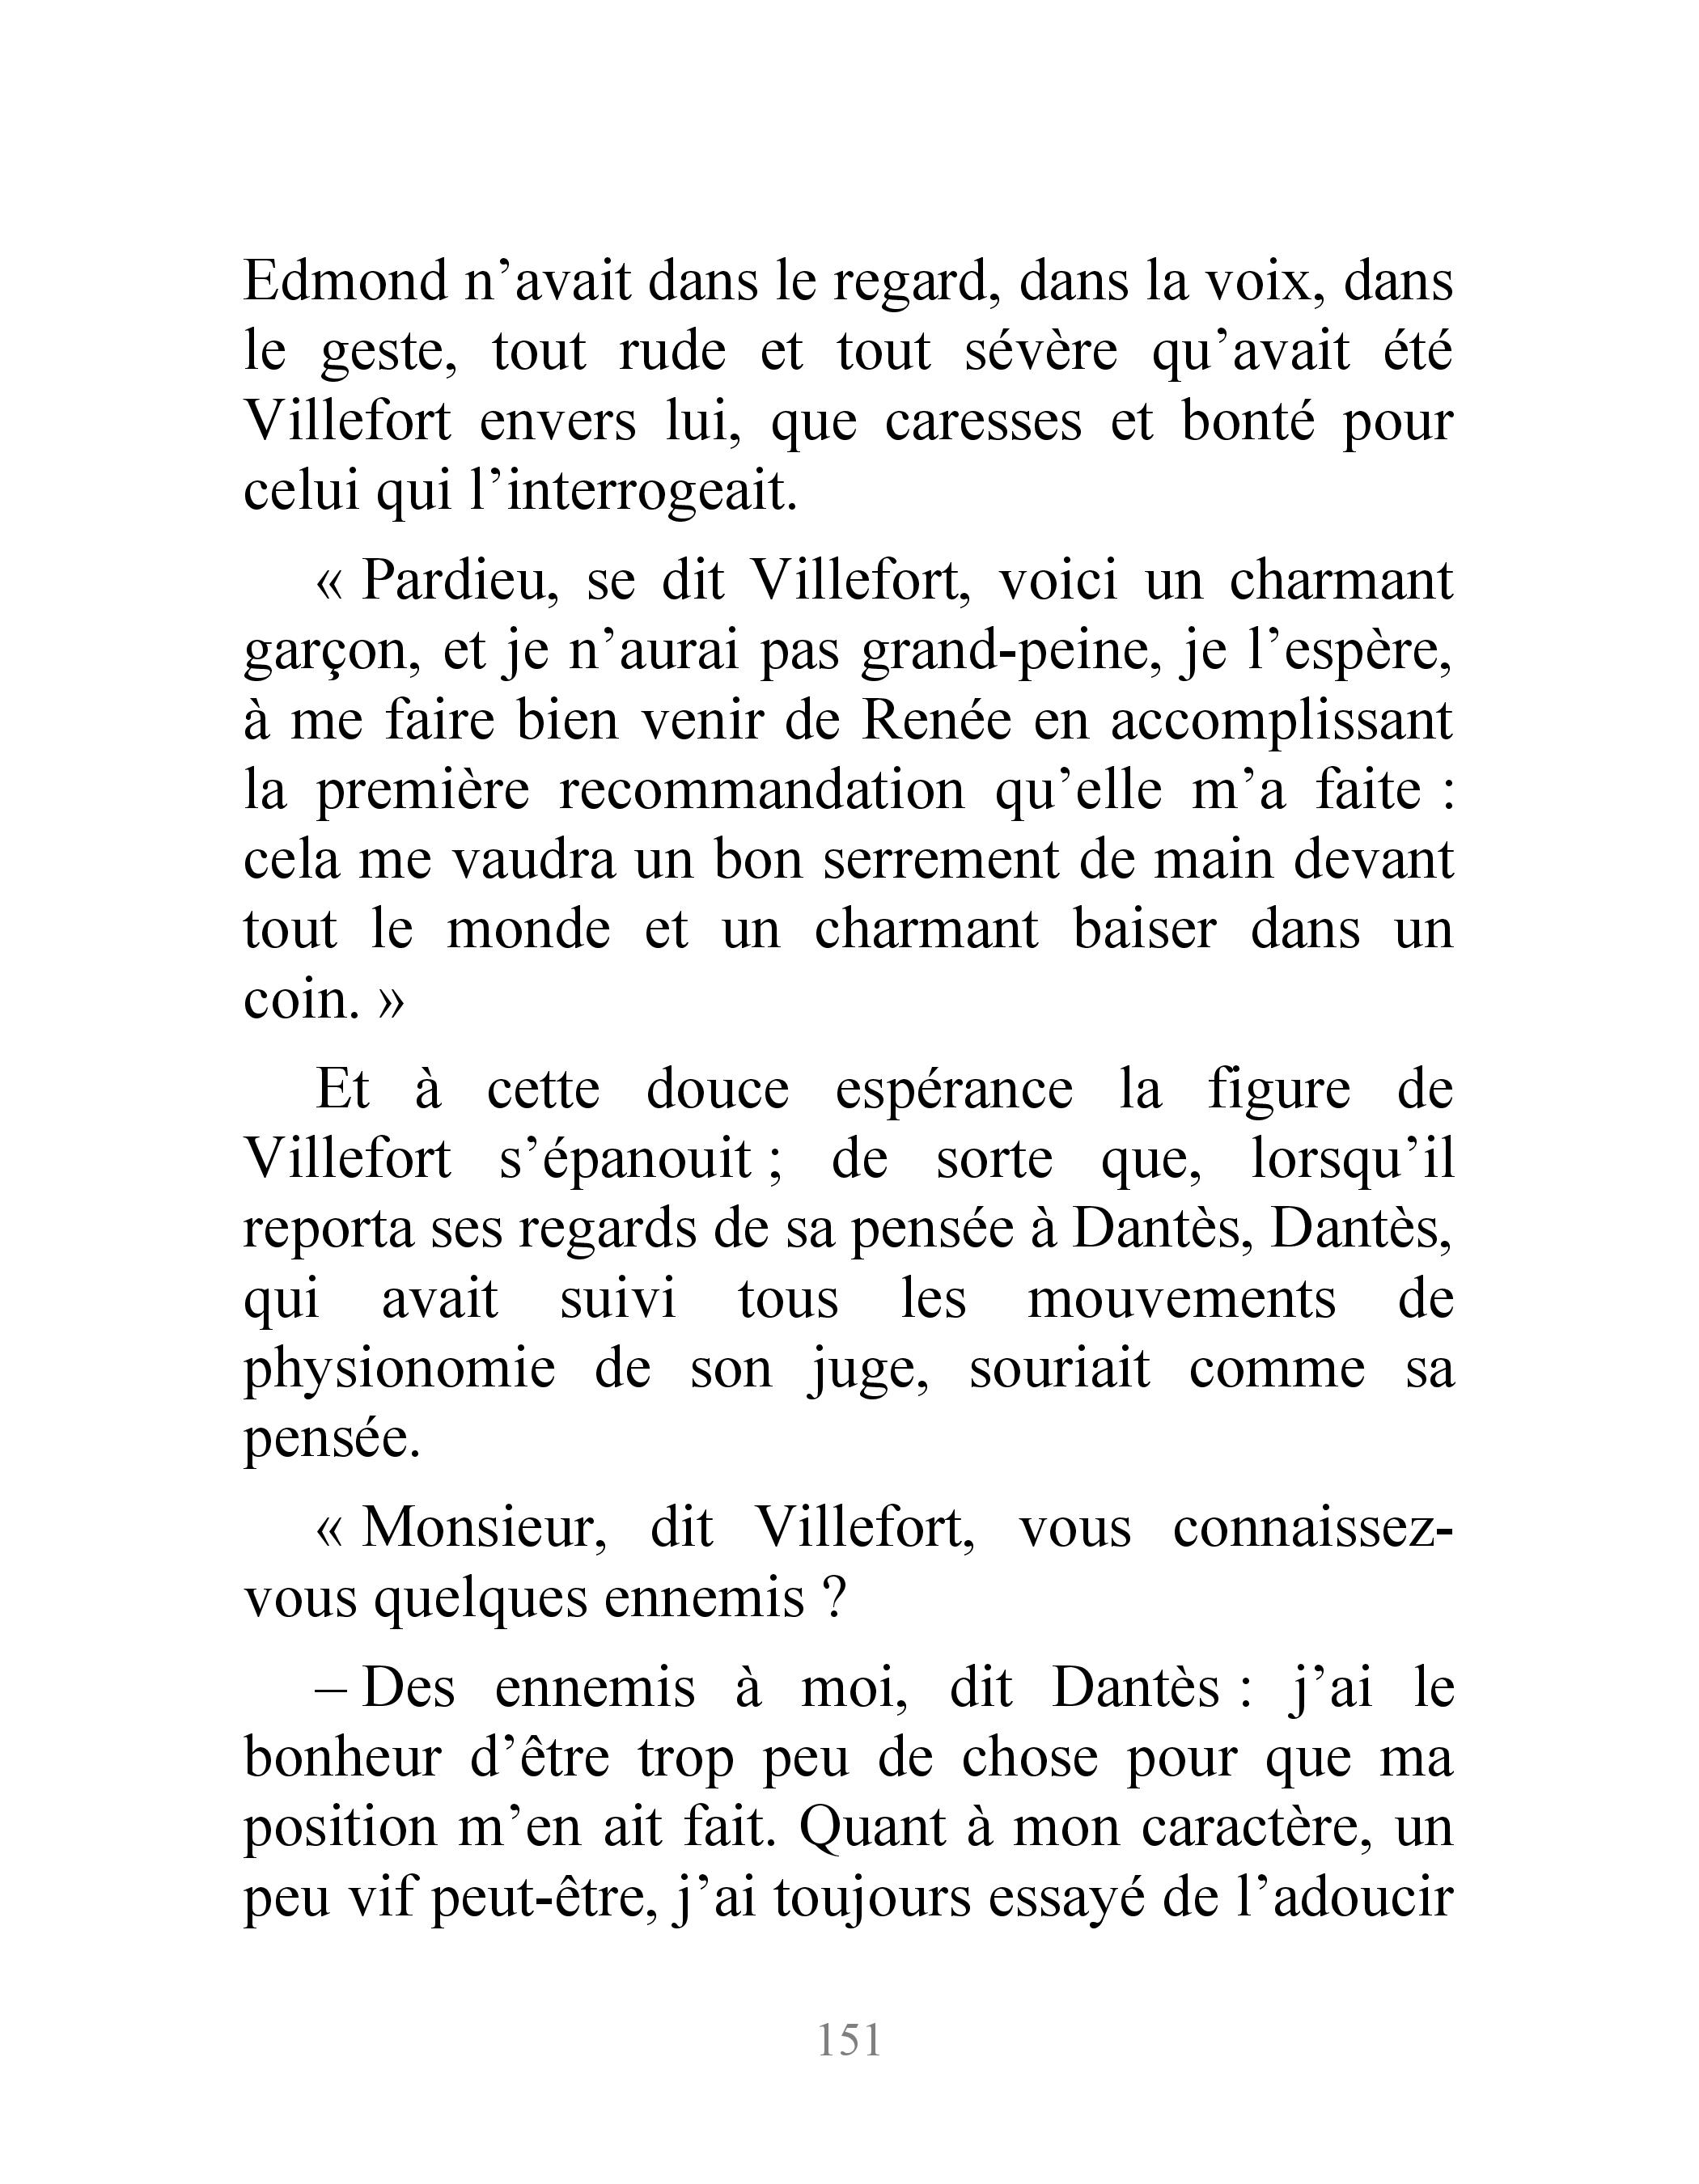 Edmond n’avait dans le regard, dans la voix, dans
le geste, tout rude et tout sévère qu’avait été
Villefort envers lui, que caresses et bonté pour
celui qui l’interrogeait.
« Pardieu, se dit Villefort, voici un charmant
garçon, et je n’aurai pas grand-peine, je l’espère,
à me faire bien venir de Renée en accomplissant
la première recommandation qu’elle m’a faite :
cela me vaudra un bon serrement de main devant
tout le monde et un charmant baiser dans un
coin. »
Et à cette douce espérance la figure de
Villefort s’épanouit ; de sorte que, lorsqu’il
reporta ses regards de sa pensée à Dantès, Dantès,
qui avait suivi tous les mouvements de
physionomie de son juge, souriait comme sa
pensée.
« Monsieur, dit Villefort, vous connaissez-
vous quelques ennemis ?
– Des ennemis à moi, dit Dantès : j’ai le
bonheur d’être trop peu de chose pour que ma
position m’en ait fait. Quant à mon caractère, un
peu vif peut-être, j’ai toujours essayé de l’adoucir
151